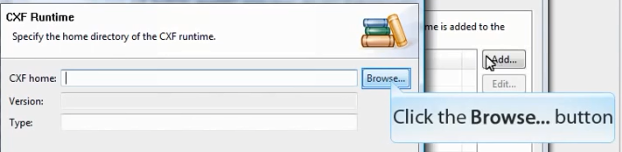 CXF Runtime
Specify the home directory of the CXF runtime.
me is added to the
CXF home:
Browse...
Add...
Edit...
Version:
Type:
Click the Browse... button